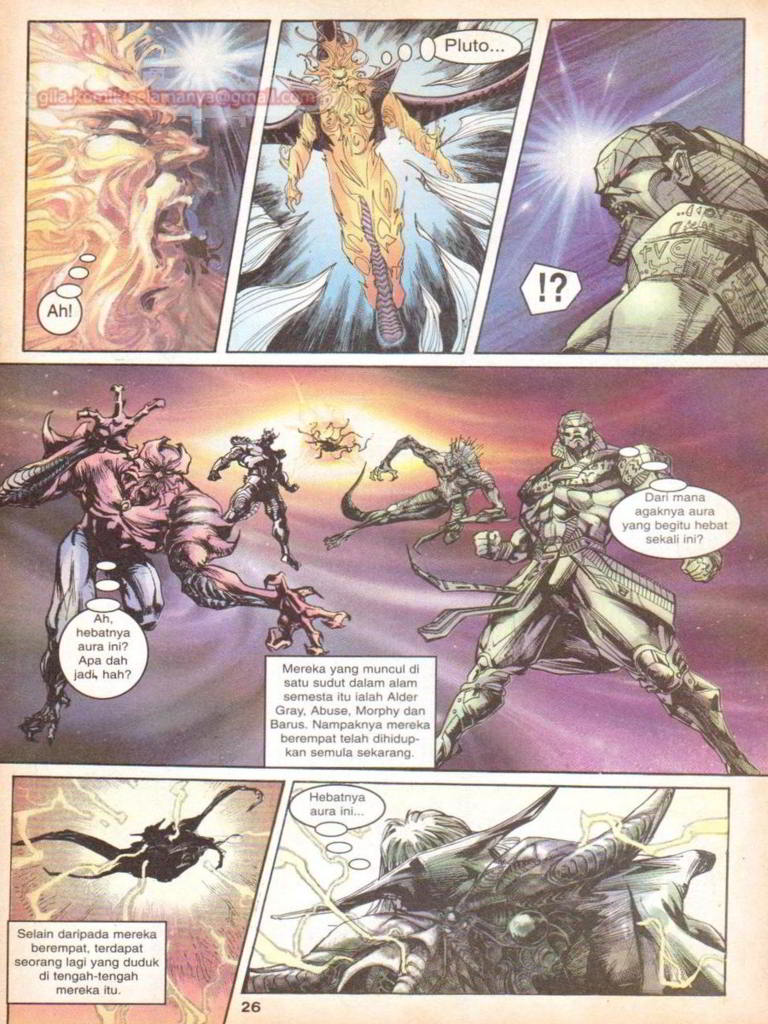 gila.komikselamanya@gmail.com
Ah!
Pluto...
!?
Dari mana
agaknya aura
yang begitu hebat
sekali ini?
Ah,
hebatnya
aura ini?
Apa dah
jadi, hah?
Mereka yang muncul di
satu sudut dalam alam
semesta itu ialah Alder
Gray, Abuse, Morphy dan
Barus. Nampaknya mereka
berempat telah dihidup-
kan semula sekarang.
Selain daripada mereka
berempat, terdapat
seorang lagi yang duduk
di tengah-tengah
mereka itu.
Hebatnya
aura ini...
26